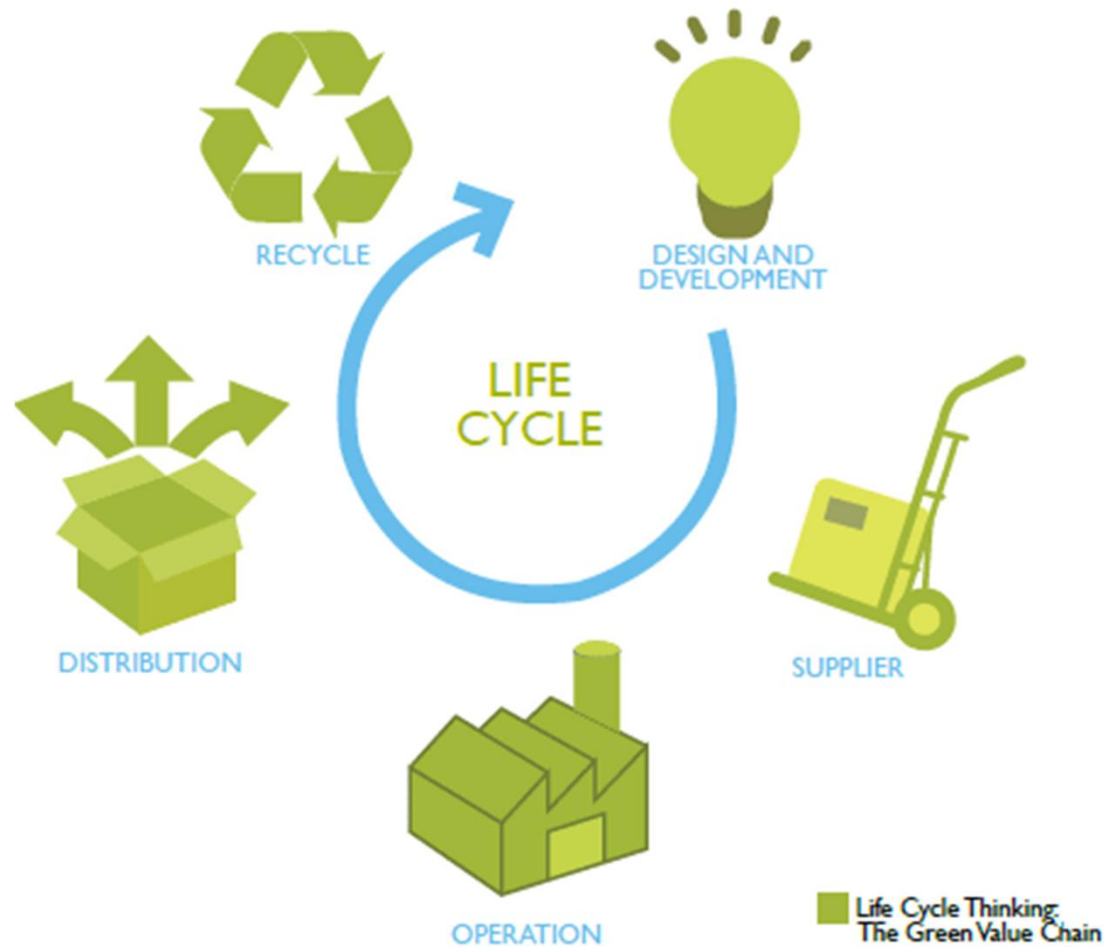 RECYCLE
DESIGN AND
DEVELOPMENT
LIFE
CYCLE
DISTRIBUTION
SUPPLIER
OPERATION
Life Cycle Thinking:
The Green Value Chain